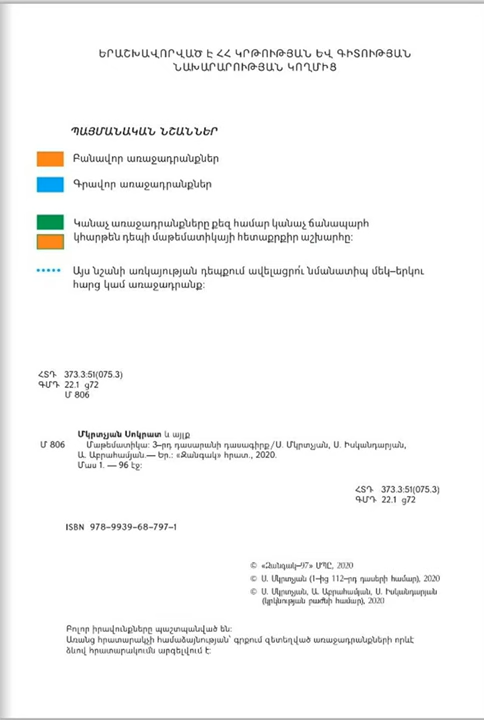 ԵՐԱՇԽԱՎՈՐՎԱԾ Է ՀՀ ԿՐԹՈՒԹՅԱՆ ԵՎ ԳԻՏՈՒԹՅԱՆ
ՆԱԽԱՐԱՐՈՒԹՅԱՆ ԿՈՂՄԻՑ
ՊԱՅՄԱՆԱԿԱՆ ՆՇԱՆՆԵՐ
Բանավոր առաջադրանքներ
Գրավոր առաջադրանքներ
Կանաչ առաջադրանքները քեզ համար կանաչ ճանապարհ
կհարթեն դեպի մաթեմատիկայի հետաքրքիր աշխարհը:
Այս նշանի առկայության դեպքում ավելացրո՛ւ նմանատիպ մեկ–երկու
հարց կամ առաջադրանք:
ՀՏԴ 373.3:51(075.3)
ԳՄԴ 22.1 ց72
Մ 806
Մկրտչյան Սոկրատ և այլք
Մ 806 Մաթեմատիկա: 3–րդ դասարանի դասագիրք/Ս. Մկրտչյան, Ս. Իսկանդարյան,
Ա. Աբրահամյան.— Եր.: «Զանգակ» հրատ., 2020.
Մաս 1. — 96 էջ:
ՀՏԴ 373.3:51(075.3)
ԳՄԴ 22.1 ց72
ISBN 978–9939–68–797–1
© «Զանգակ–97» ՍՊԸ, 2020
© Ս. Մկրտչյան (1–ից 112–րդ դասերի համար), 2020
© Ս. Մկրտչյան, Ա. Աբրահամյան, Ս. Իսկանդարյան
(կրկնության բաժնի համար), 2020
Բոլոր իրավունքները պաշտպանված են:
Առանց հրատարակչի համաձայնության՝ գրքում զետեղված առաջադրանքների որևէ
ձևով հրատարակումն արգելվում է: